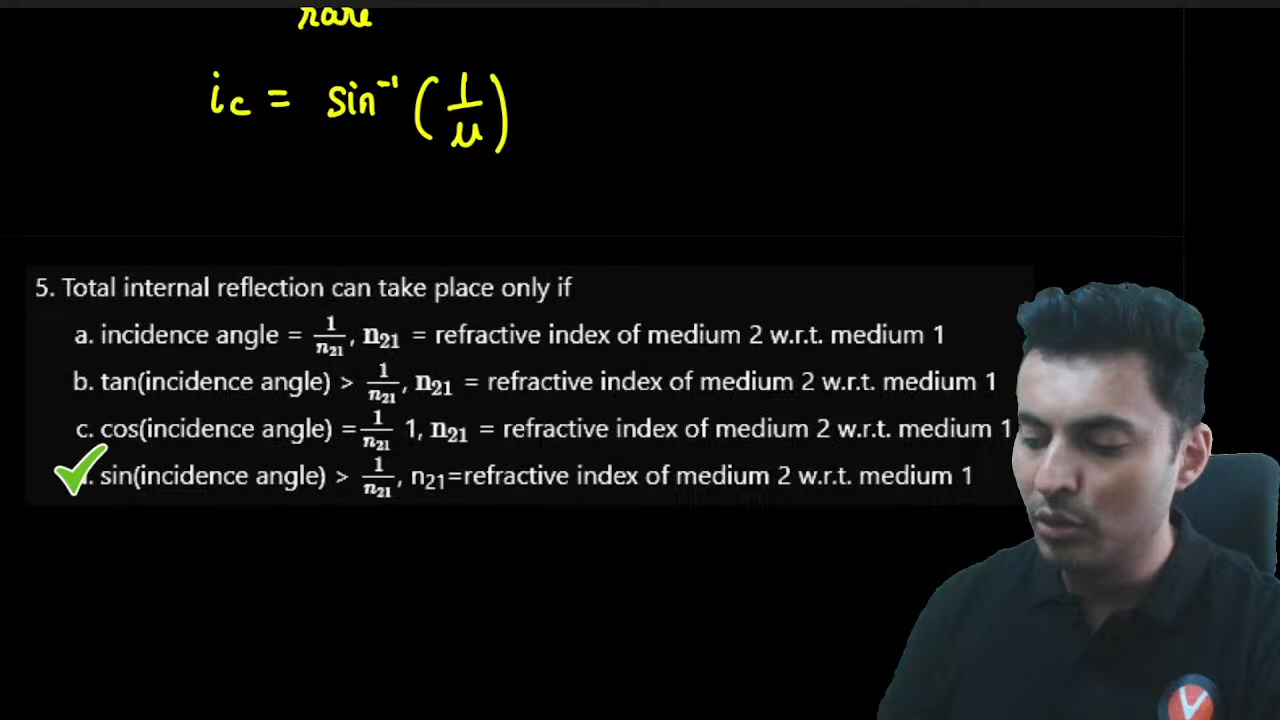 rare
i_c = sin⁻¹ (1/μ)
5. Total internal reflection can take place only if
a. incidence angle = 1/n₂₁, n₂₁ = refractive index of medium 2 w.r.t. medium 1
b. tan(incidence angle) > 1/n₂₁, n₂₁ = refractive index of medium 2 w.r.t. medium 1
c. cos(incidence angle) = 1/n₂₁ 1, n₂₁ = refractive index of medium 2 w.r.t. medium 1
. sin(incidence angle) > 1/n₂₁, n₂₁=refractive index of medium 2 w.r.t. medium 1